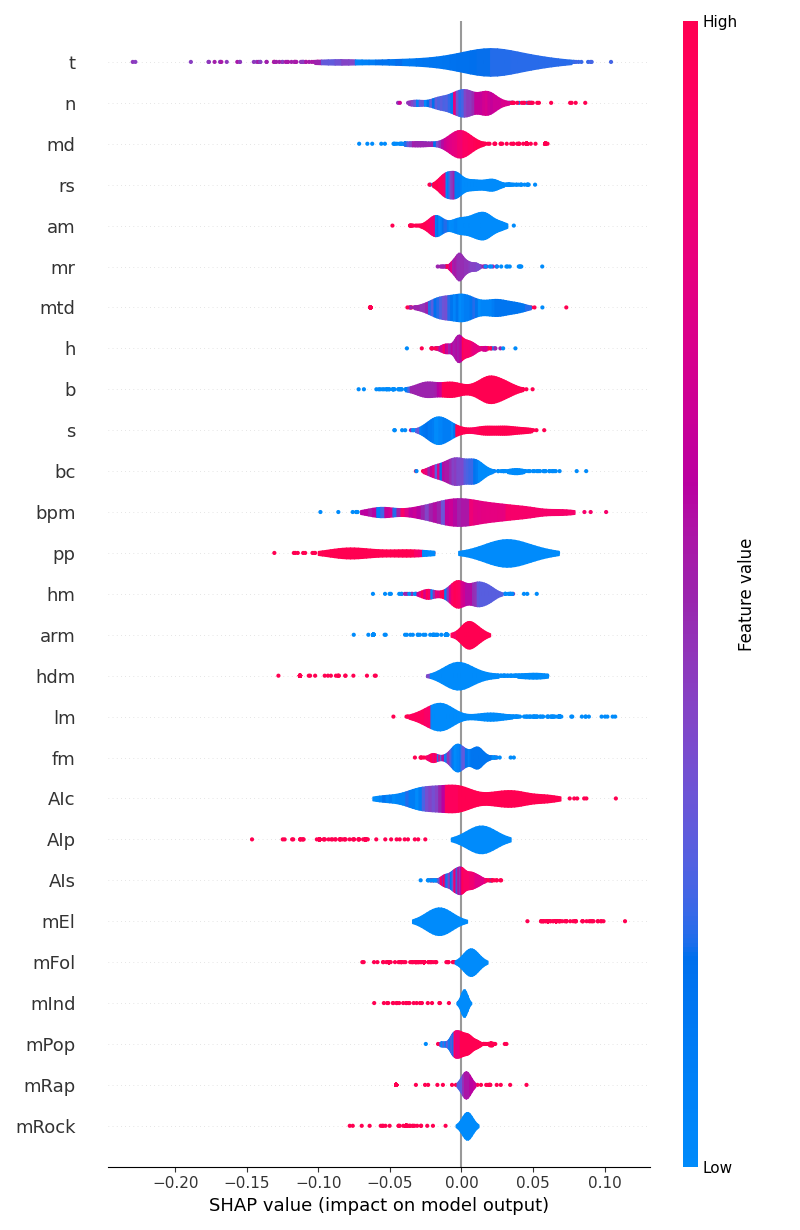 High
t
n
md
rs
am
mr
mtd
h
b
s
bc
bpm
pp
hm
arm
hdm
lm
fm
AIc
AIp
AIs
mEl
mFol
mInd
mPop
mRap
mRock
Feature value
Low
−0.20 −0.15 −0.10 −0.05 0.00 0.05 0.10
SHAP value (impact on model output)